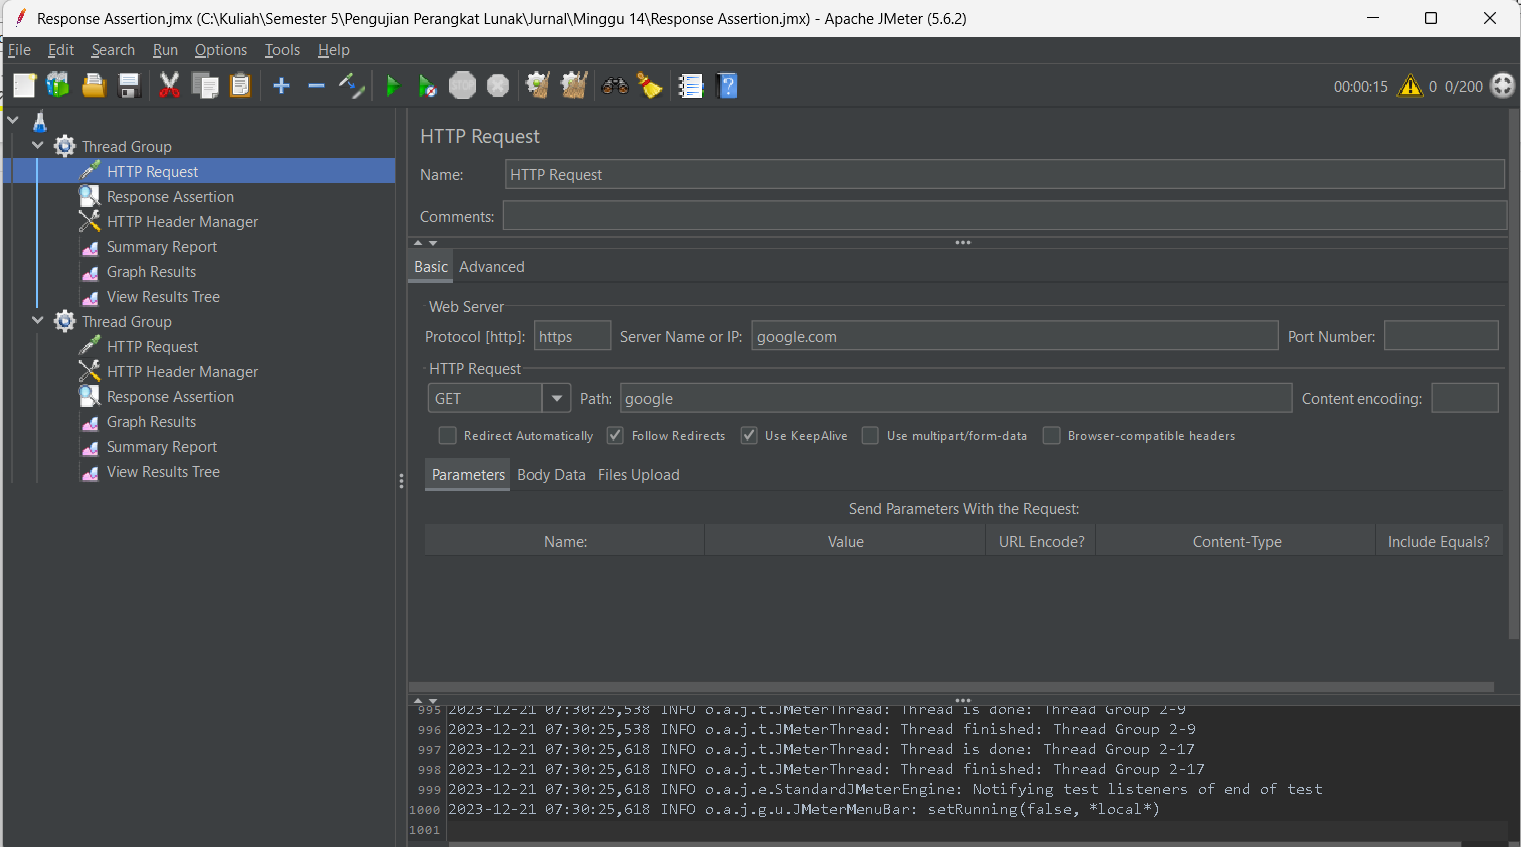 Response Assertion.jmx (C:\Kuliah\Semester 5\Pengujian Perangkat Lunak\Jurnal\Minggu 14\Response Assertion.jmx) - Apache JMeter (5.6.2)
File Edit Search Run Options Tools Help
STOP
00:00:15 0 0/200
Thread Group
HTTP Request
Response Assertion
HTTP Header Manager
Summary Report
Graph Results
View Results Tree
Thread Group
HTTP Request
HTTP Header Manager
Response Assertion
Graph Results
Summary Report
View Results Tree
HTTP Request
Name: HTTP Request
Comments:
Basic Advanced
Web Server
Protocol [http]: https Server Name or IP: google.com Port Number:
HTTP Request
GET Path: google Content encoding:
Redirect Automatically Follow Redirects Use KeepAlive Use multipart/form-data Browser-compatible headers
Parameters Body Data Files Upload
Send Parameters With the Request:
Name: Value URL Encode? Content-Type Include Equals?
995 2023-12-21 07:30:25,538 INFO o.a.j.t.JMeterThread: Thread is done: Thread Group 2-9
996 2023-12-21 07:30:25,538 INFO o.a.j.t.JMeterThread: Thread finished: Thread Group 2-9
997 2023-12-21 07:30:25,618 INFO o.a.j.t.JMeterThread: Thread is done: Thread Group 2-17
998 2023-12-21 07:30:25,618 INFO o.a.j.t.JMeterThread: Thread finished: Thread Group 2-17
999 2023-12-21 07:30:25,618 INFO o.a.j.e.StandardJMeterEngine: Notifying test listeners of end of test
1000 2023-12-21 07:30:25,618 INFO o.a.j.g.u.JMeterMenuBar: setRunning(false, *local*)
1001